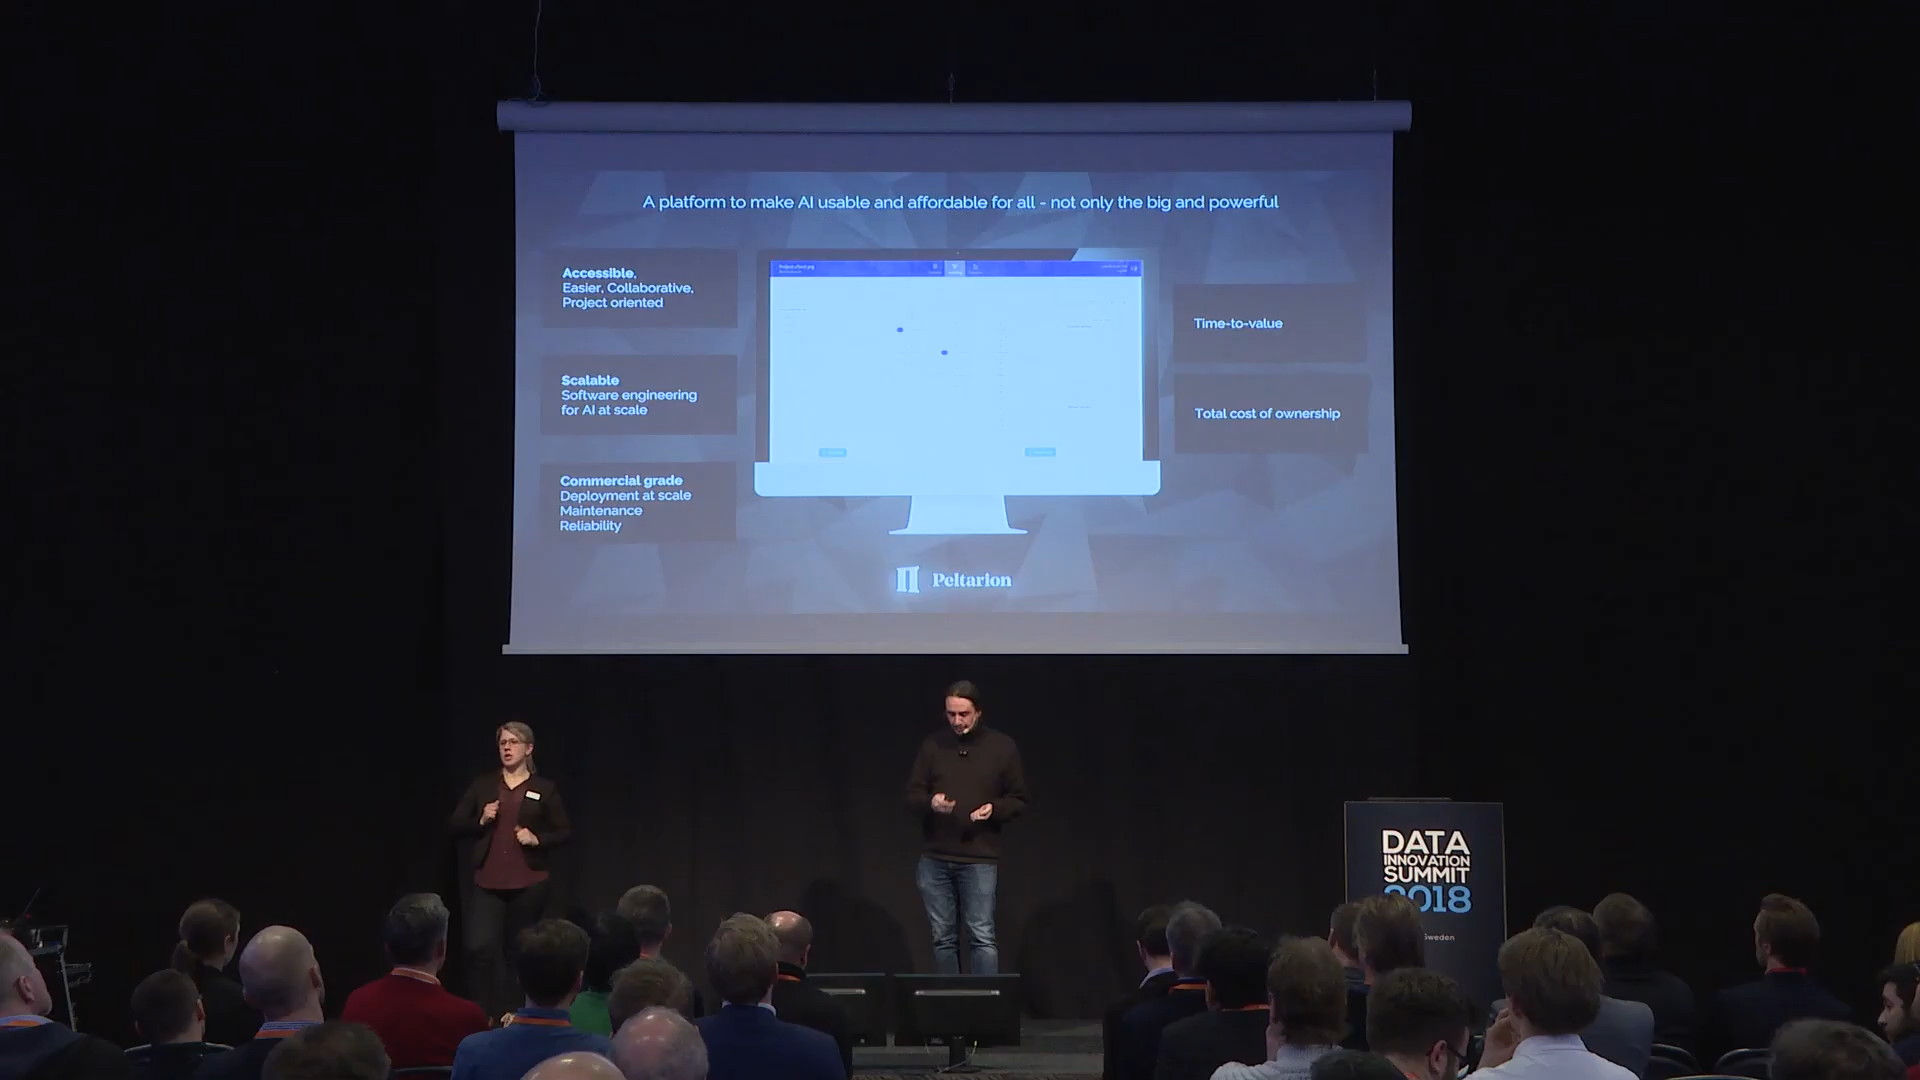 A platform to make AI usable and affordable for all - not only the big and powerful
Accessible,
Easier, Collaborative,
Project oriented
Scalable
Software engineering
for AI at scale
Commercial grade
Deployment at scale
Maintenance
Reliability
Time-to-value
Total cost of ownership
Peltarion
DATA
INNOVATION
SUMMIT
2018
Sweden